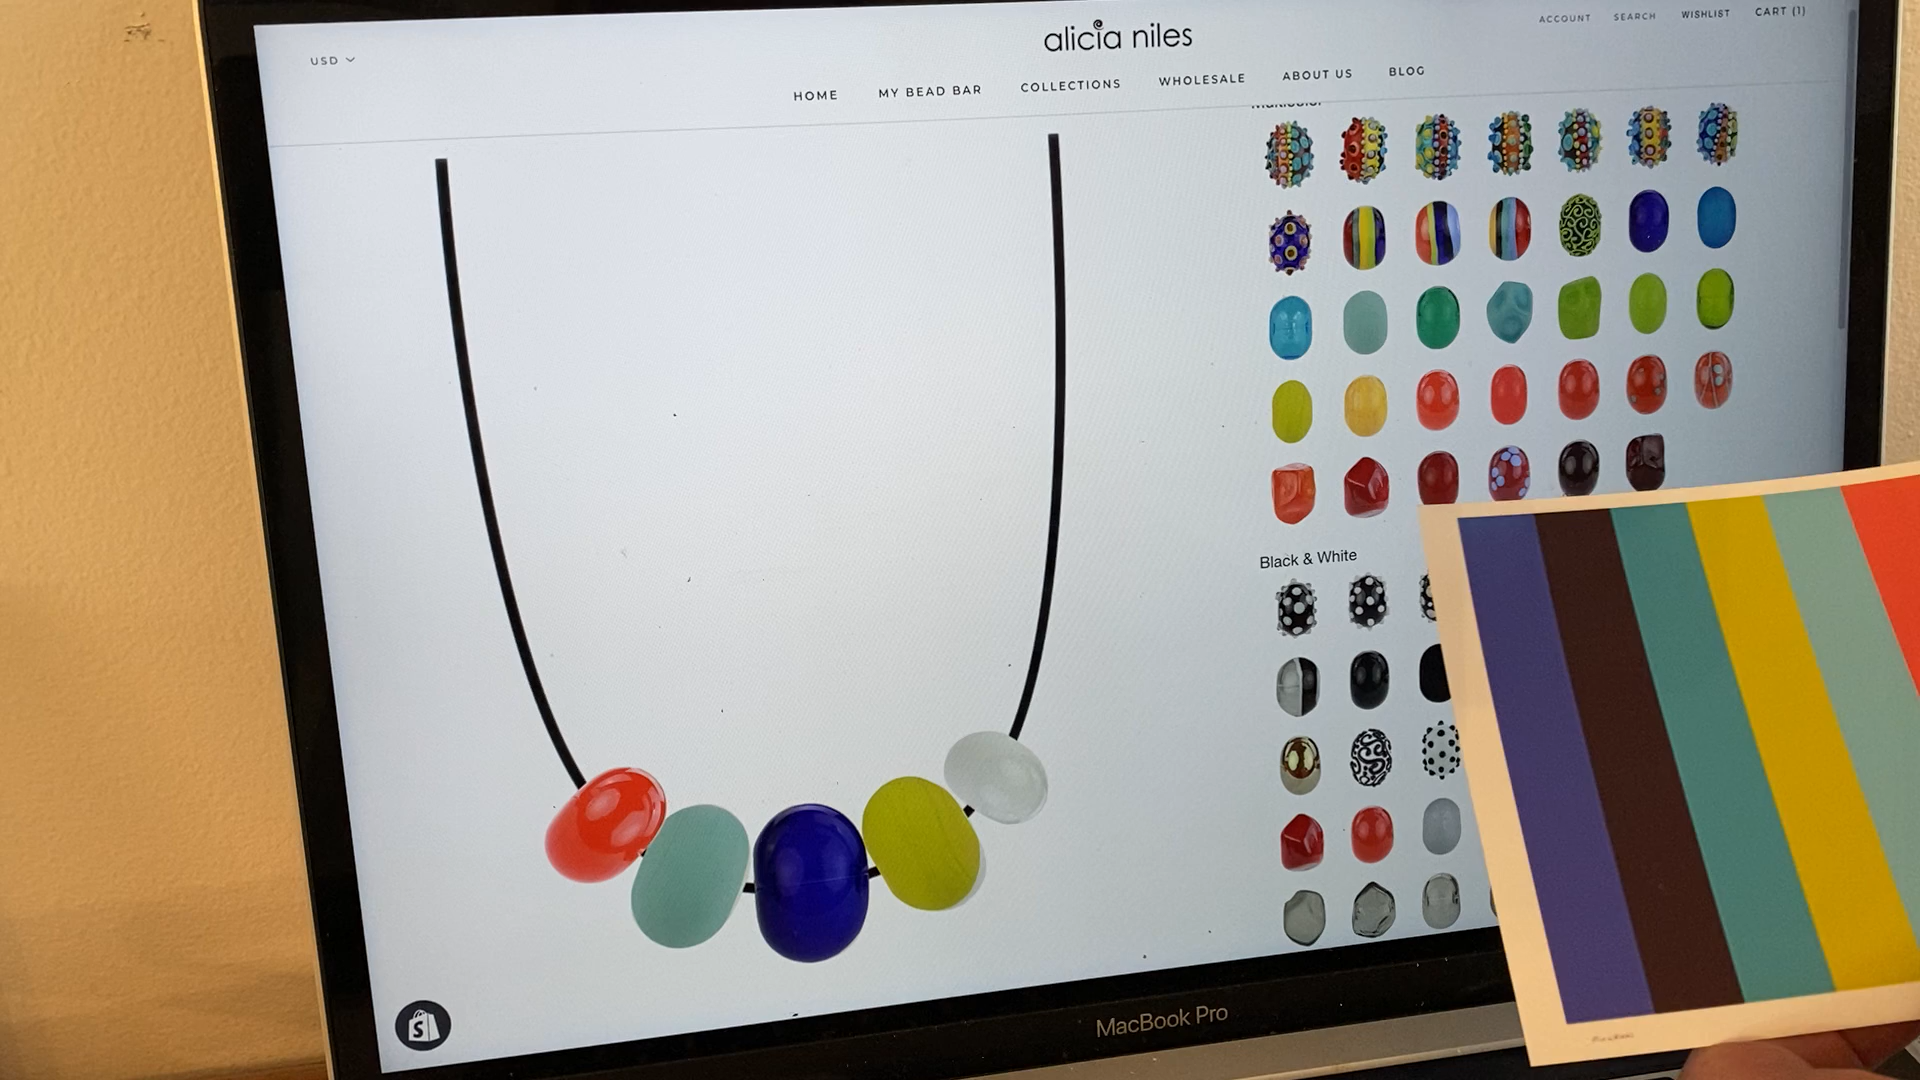 USD
alicia niles
ACCOUNT SEARCH WISHLIST CART (1)
HOME MY BEAD BAR COLLECTIONS WHOLESALE ABOUT US BLOG
Multicolor
Black & White
S
MacBook Pro